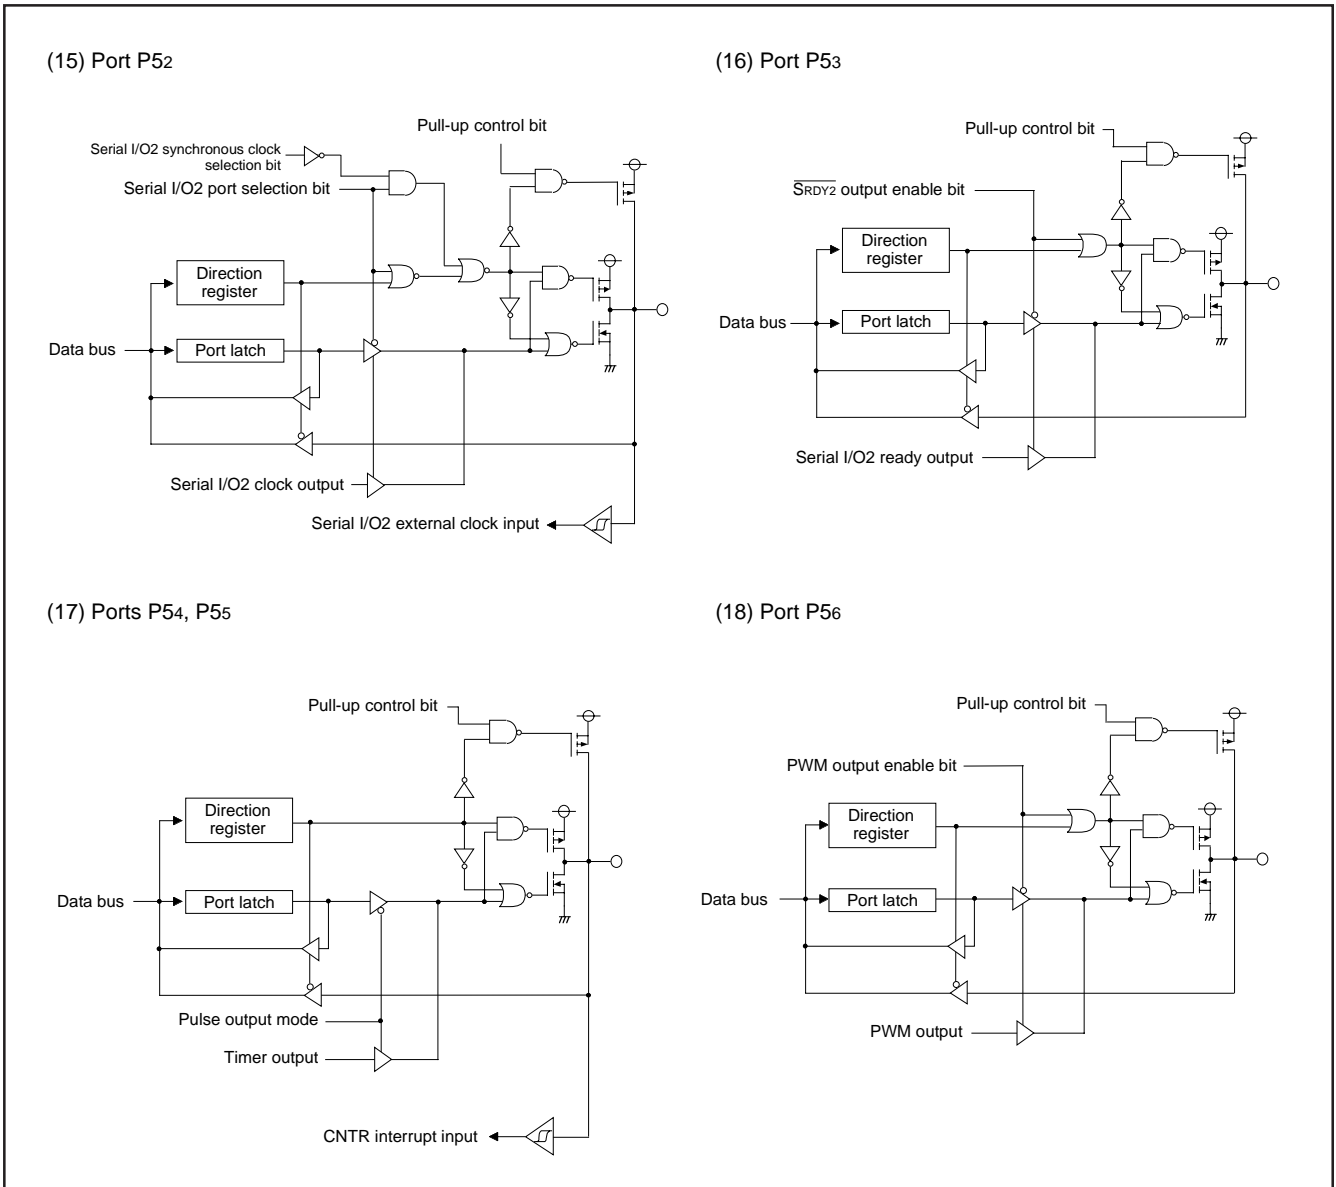 (15) Port P52
Pull-up control bit
Serial I/O2 synchronous clock
selection bit
Serial I/O2 port selection bit
Direction
register
Data bus
Port latch
Serial I/O2 clock output
Serial I/O2 external clock input
(16) Port P53
Pull-up control bit
SRDY2 output enable bit
Direction
register
Data bus
Port latch
Serial I/O2 ready output
(17) Ports P54, P55
Pull-up control bit
Direction
register
Data bus
Port latch
Pulse output mode
Timer output
CNTR interrupt input
(18) Port P56
Pull-up control bit
PWM output enable bit
Direction
register
Data bus
Port latch
PWM output